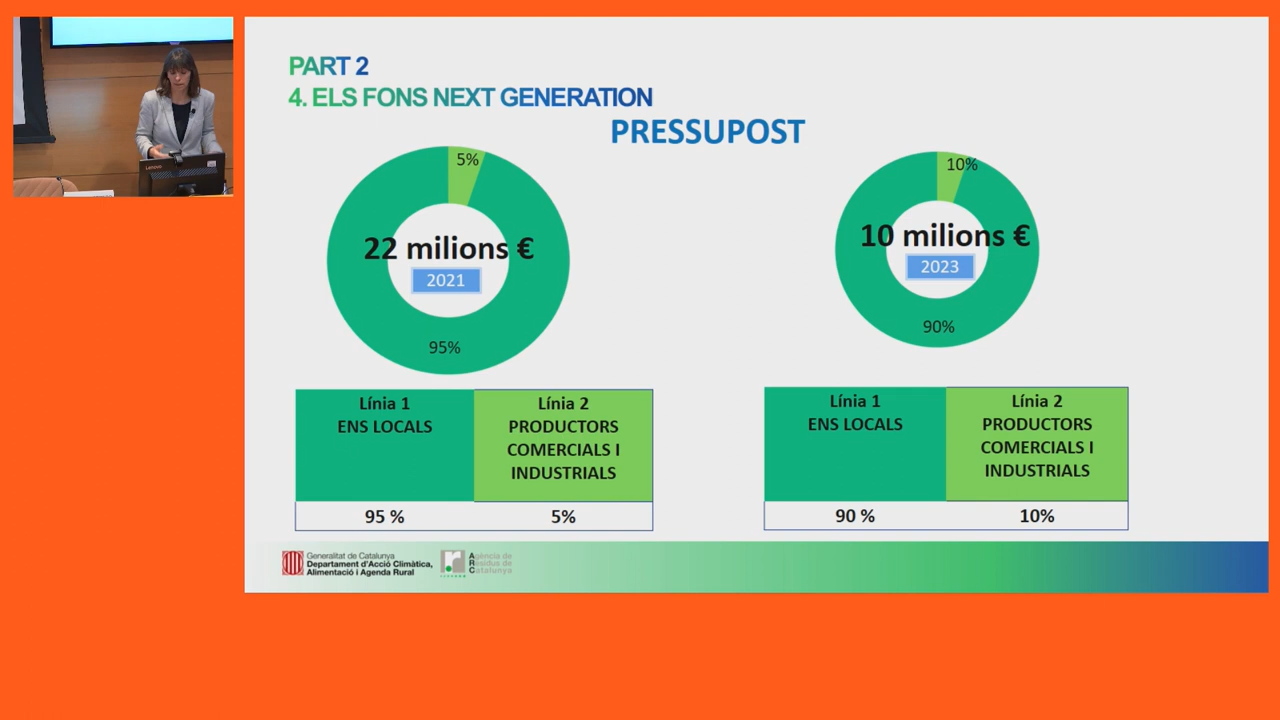 PART 2
4. ELS FONS NEXT GENERATION
PRESSUPOST
5%
22 milions €
2021
95%
10%
10 milions €
2023
90%
Línia 1
ENS LOCALS
Línia 2
PRODUCTORS
COMERCIALS I
INDUSTRIALS
95 %
5%
Línia 1
ENS LOCALS
Línia 2
PRODUCTORS
COMERCIALS I
INDUSTRIALS
90 %
10%
Generalitat de Catalunya
Departament d'Acció Climàtica,
Alimentació i Agenda Rural
Agència de
Residus de
Catalunya
Lenovo